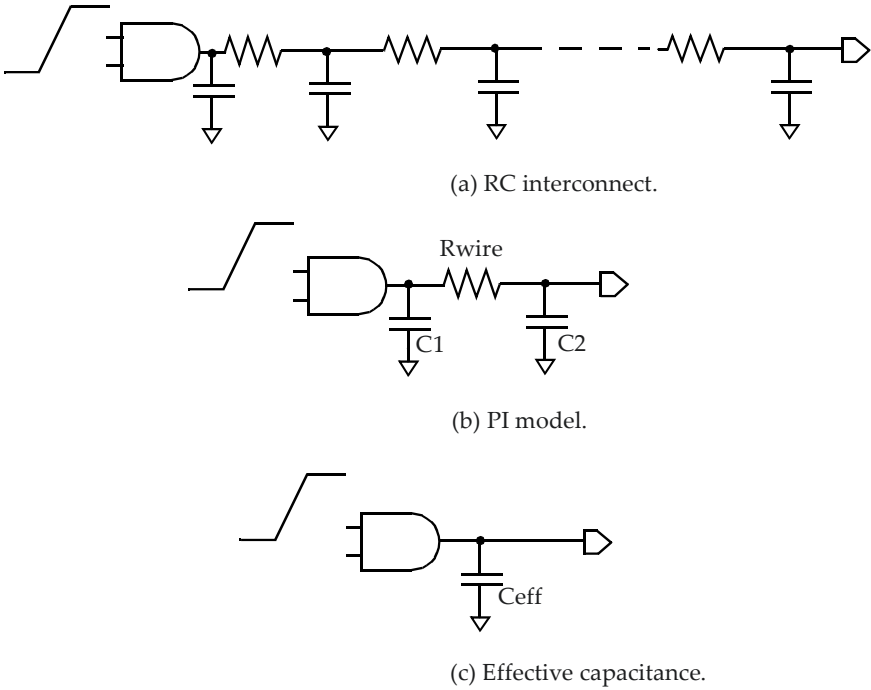 (a) RC interconnect.
Rwire
C1
C2
(b) PI model.
Ceff
(c) Effective capacitance.